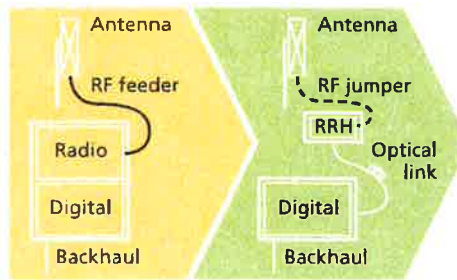 Antenna
RF feeder
Radio
Digital
Backhaul
Antenna
RF jumper
RRH
Optical
link
Digital
Backhaul